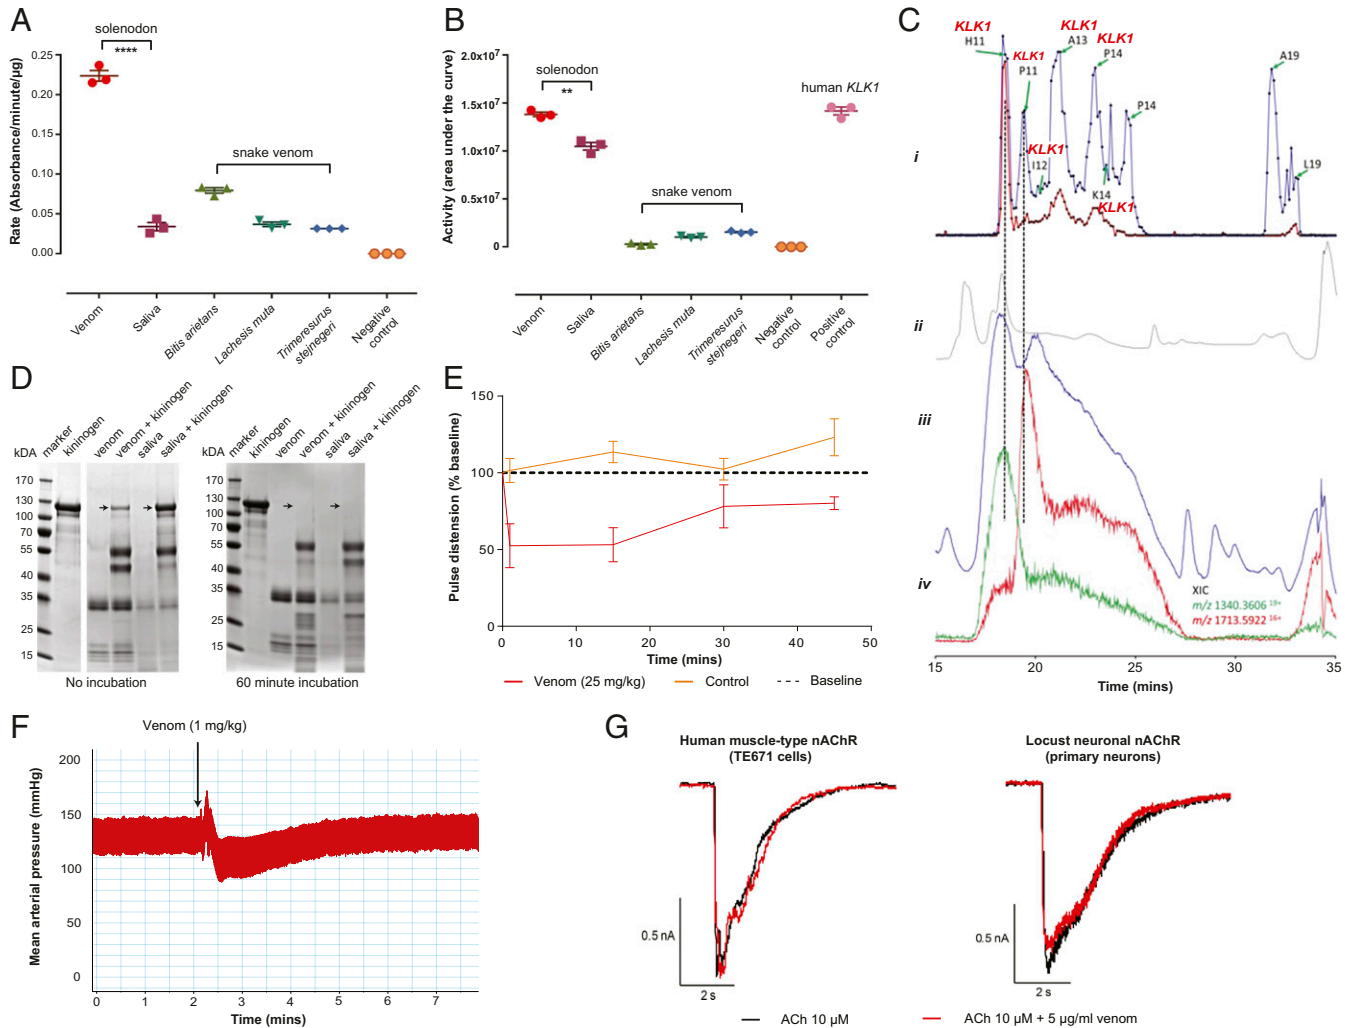 A
solenodon
****
Rate (Absorbance/minute/µg)
0.25
0.20
0.15
0.10
0.05
0.00
snake venom
Venom
Saliva
Bitis arietans
Lachesis muta
Trimeresurus
stejnegeri
Negative
control
B
Activity (area under the curve)
2.0x10⁷
1.5x10⁷
1.0x10⁷
0.5x10⁷
0
solenodon
**
snake venom
human KLK1
Venom
Saliva
Bitis arietans
Lachesis muta
Trimeresurus
stejnegeri
Negative
control
Positive
control
C
KLK1
H11
KLK1
P11
KLK1
A13
KLK1
P14
P14
KLK1
I12
K14
KLK1
A19
L19
i
ii
iii
iv
XIC
m/z 1340.3606 ¹⁹⁺
m/z 1713.5922 ¹⁶⁺
15
20
25
30
35
Time (mins)
D
kDA
marker
kininogen
venom
venom + kininogen
saliva
saliva + kininogen
170
130
100
70
55
40
35
25
15
No incubation
kDA
marker
kininogen
venom
venom + kininogen
saliva
saliva + kininogen
170
130
100
70
55
40
35
25
15
60 minute incubation
E
Pulse distension (% baseline)
150
100
50
0
0
10
20
30
40
50
Time (mins)
Venom (25 mg/kg)
Control
Baseline
F
Venom (1 mg/kg)
Mean arterial pressure (mmHg)
200
150
100
50
0
0
1
2
3
4
5
6
7
Time (mins)
G
Human muscle-type nAChR
(TE671 cells)
0.5 nA
2 s
Locust neuronal nAChR
(primary neurons)
0.5 nA
2 s
ACh 10 µM
ACh 10 µM + 5 µg/ml venom